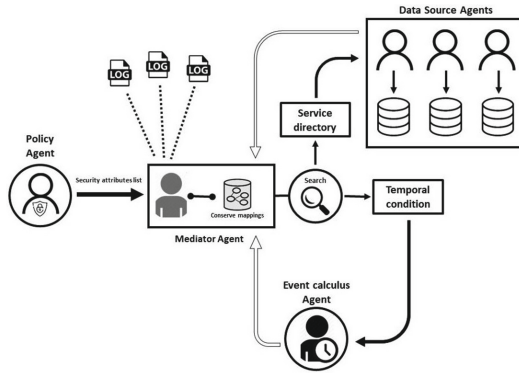 Data Source Agents
LOG
LOG
LOG
Service
directory
Policy
Agent
Security attributes list
Search
Conserve mappings
Temporal
condition
Mediator Agent
Event calculus
Agent